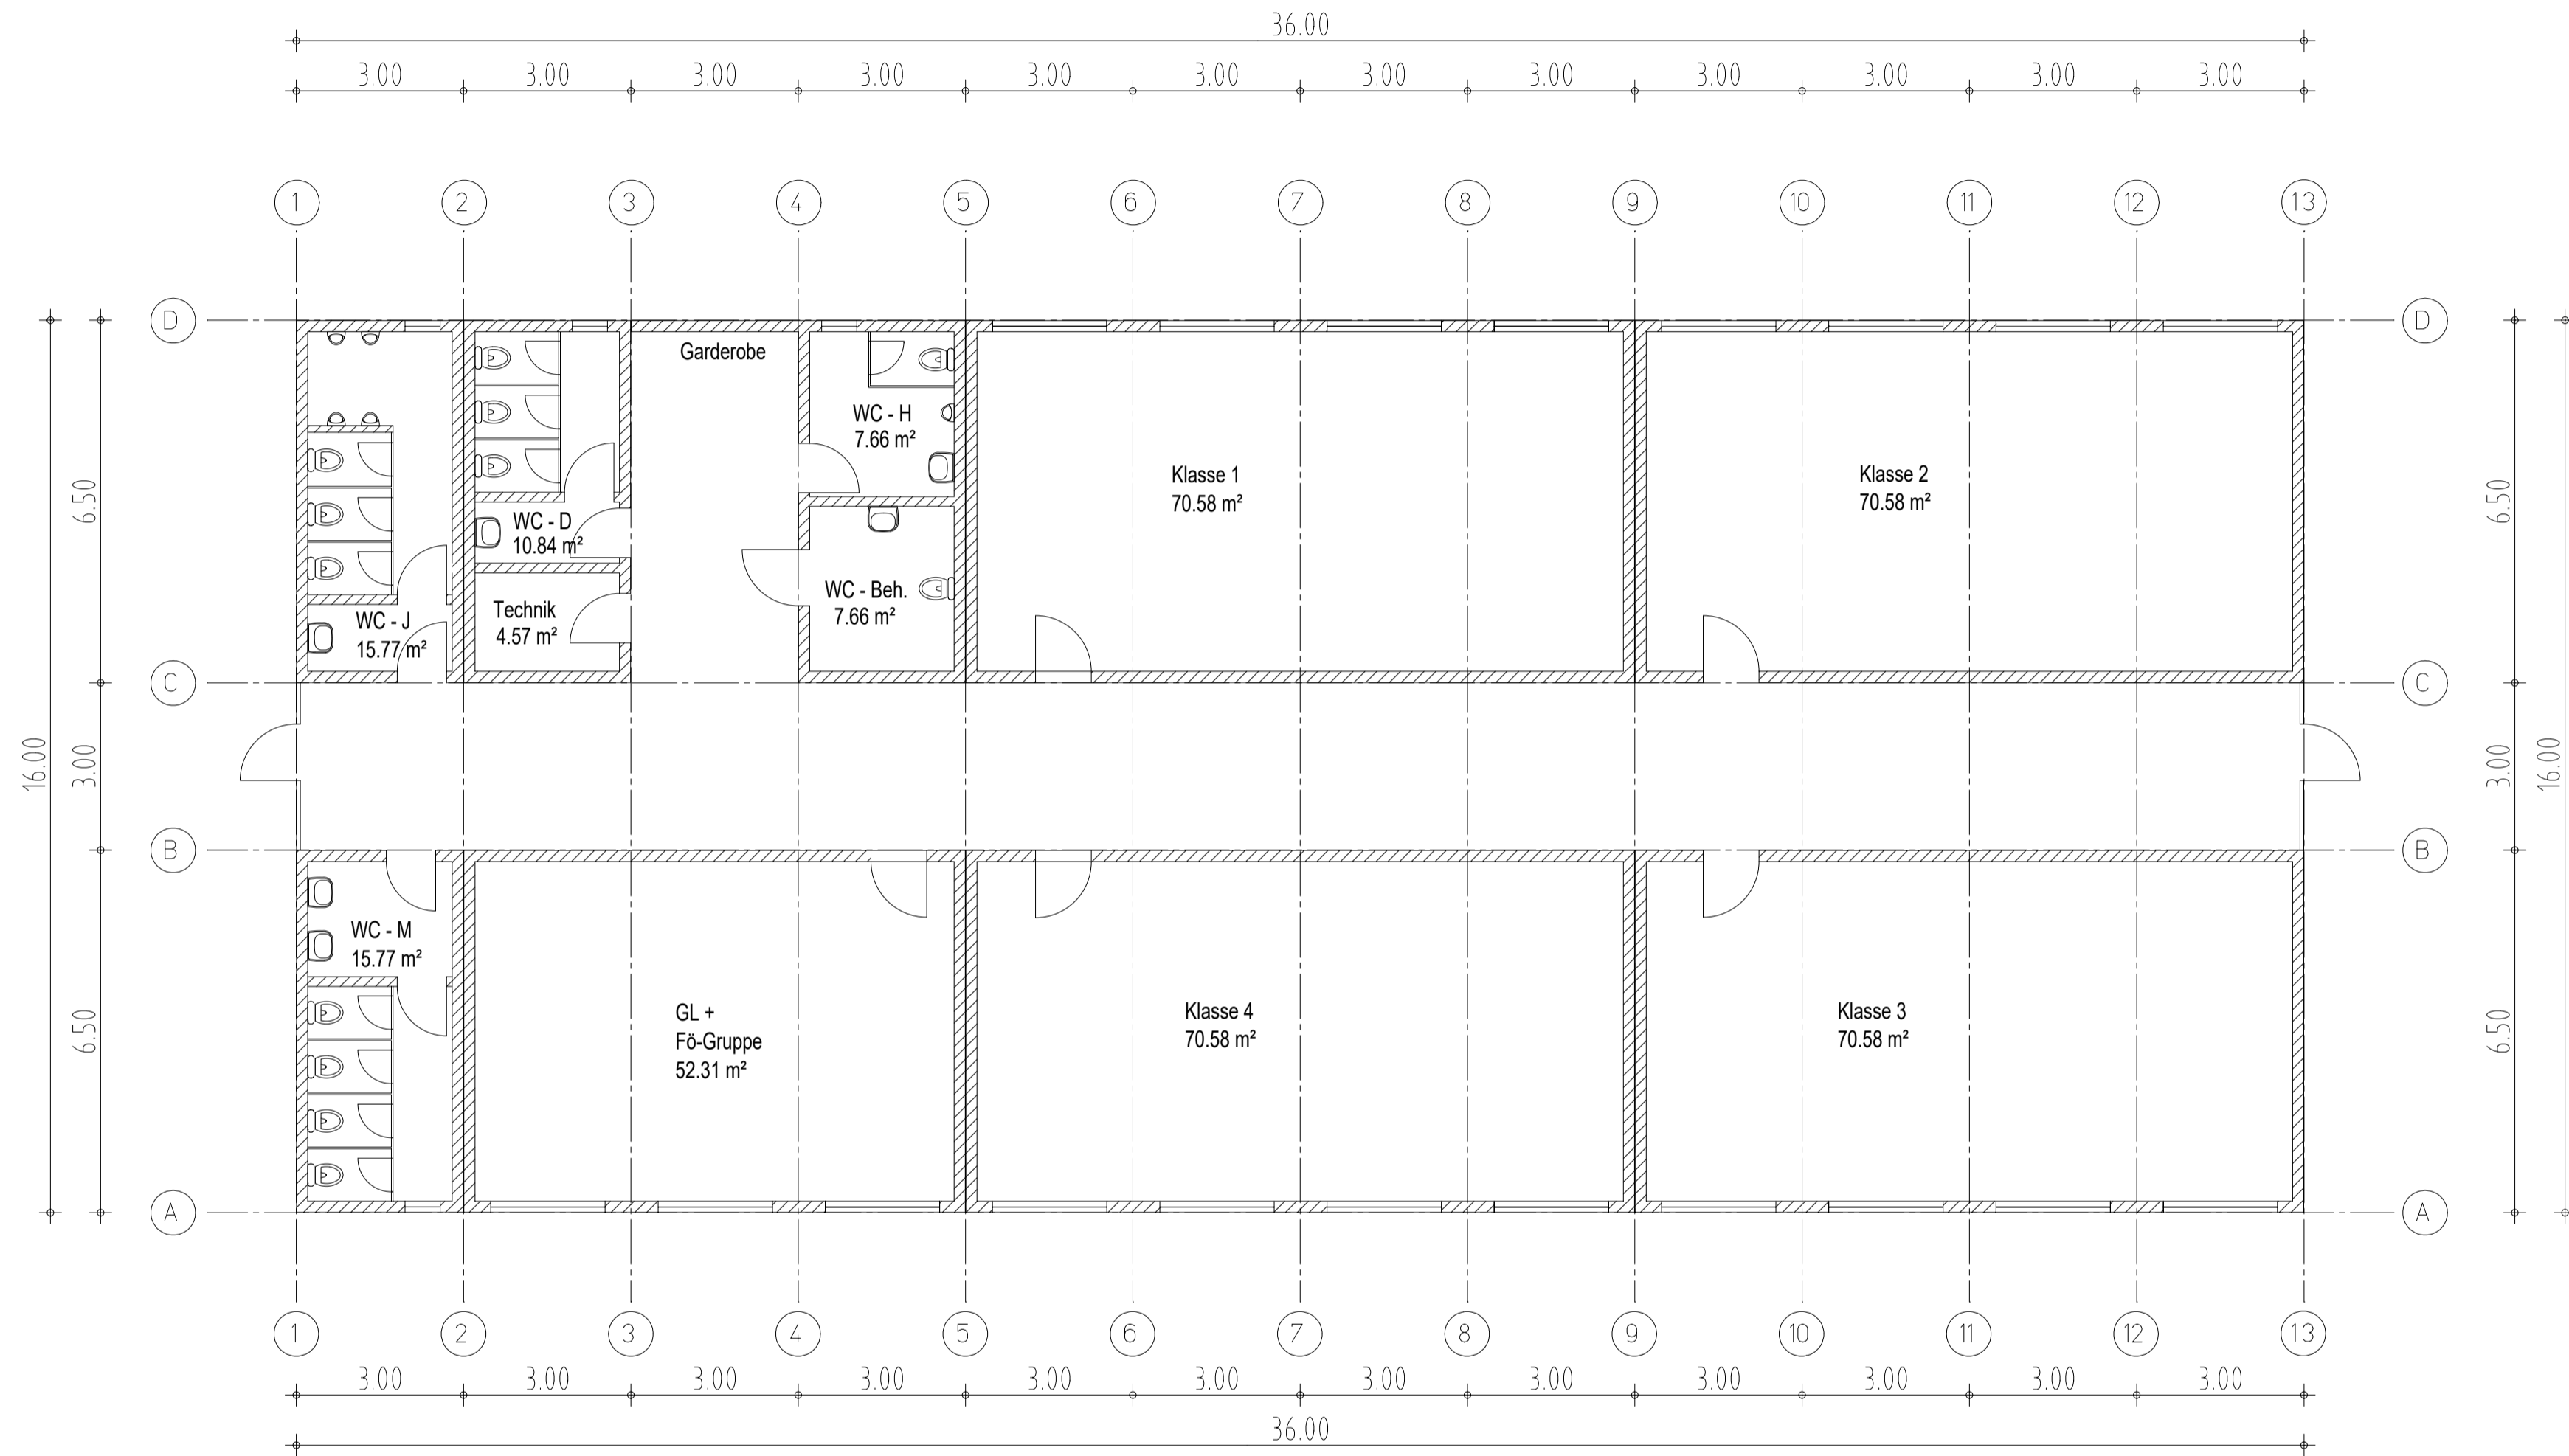 36.00
3.00 3.00 3.00 3.00 3.00 3.00 3.00 3.00 3.00 3.00 3.00 3.00
1 2 3 4 5 6 7 8 9 10 11 12 13
D D
Garderobe
WC - H
7.66 m²
Klasse 1
70.58 m²
Klasse 2
70.58 m²
6.50 6.50
WC - D
10.84 m²
WC - Beh.
7.66 m²
Technik
4.57 m²
WC - J
15.77 m²
C C
16.00 3.00 3.00 16.00
B B
WC - M
15.77 m²
GL +
Fö-Gruppe
52.31 m²
Klasse 4
70.58 m²
Klasse 3
70.58 m²
6.50 6.50
A A
1 2 3 4 5 6 7 8 9 10 11 12 13
3.00 3.00 3.00 3.00 3.00 3.00 3.00 3.00 3.00 3.00 3.00 3.00
36.00